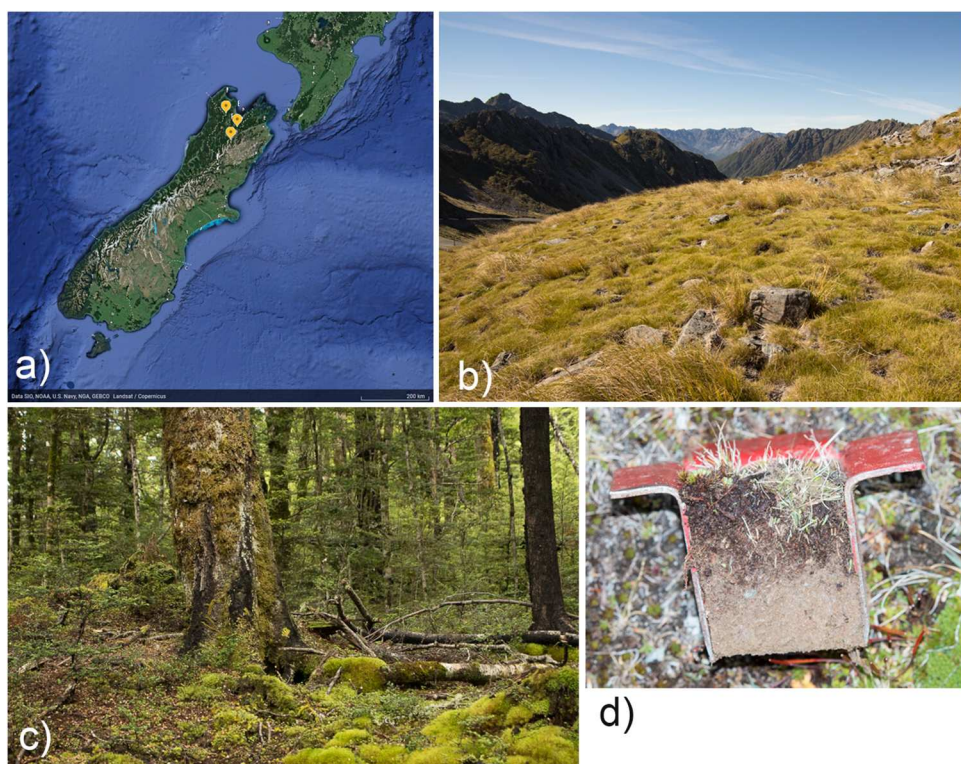 a)
Data SIO, NOAA, U.S. Navy, NGA, GEBCO Landsat / Copernicus
200 km
b)
c)
d)